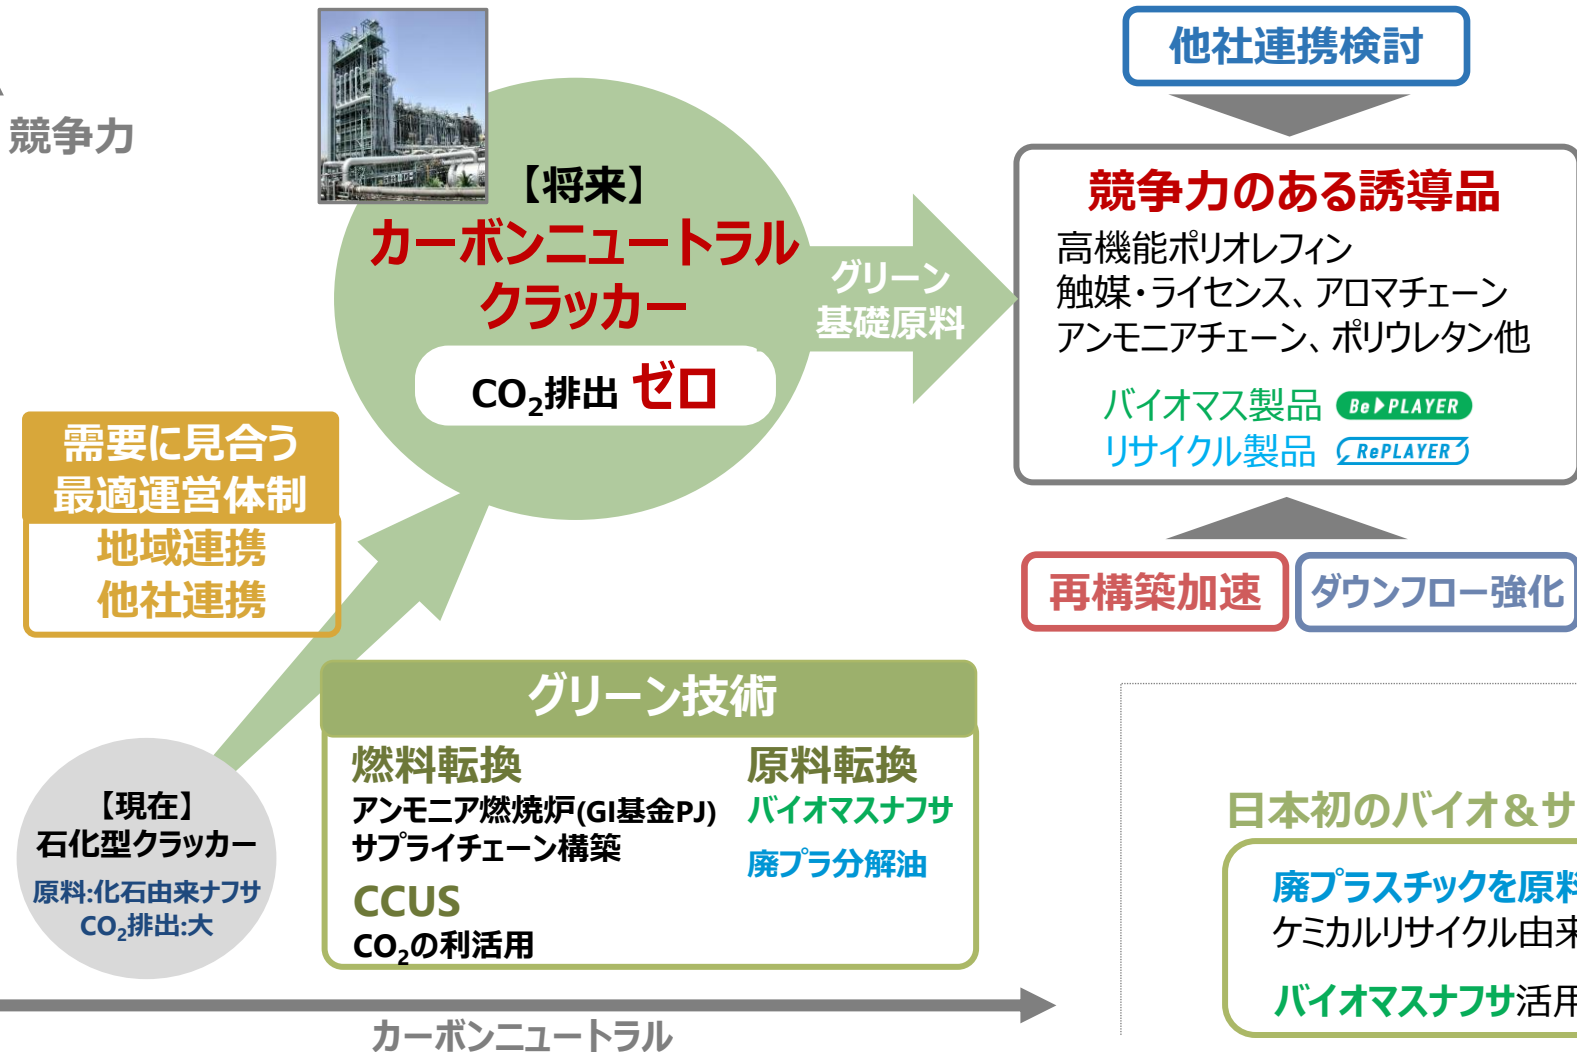 競争力
【将来】
カーボンニュートラル
クラッカー
CO₂排出 ゼロ
グリーン
基礎原料
他社連携検討
競争力のある誘導品
高機能ポリオレフィン
触媒・ライセンス、アロマチェーン
アンモニアチェーン、ポリウレタン他
バイオマス製品 Be PLAYER
リサイクル製品 RePLAYER
再構築加速
ダウンフロー強化
需要に見合う
最適運営体制
地域連携
他社連携
グリーン技術
燃料転換
アンモニア燃焼炉(GI基金PJ)
サプライチェーン構築
CCUS
CO₂の利活用
原料転換
バイオマスナフサ
廃プラ分解油
【現在】
石化型クラッカー
原料:化石由来ナフサ
CO₂排出:大
カーボンニュートラル
日本初のバイオ&サ
廃プラスチックを原料
ケミカルリサイクル由来
バイオマスナフサ活用